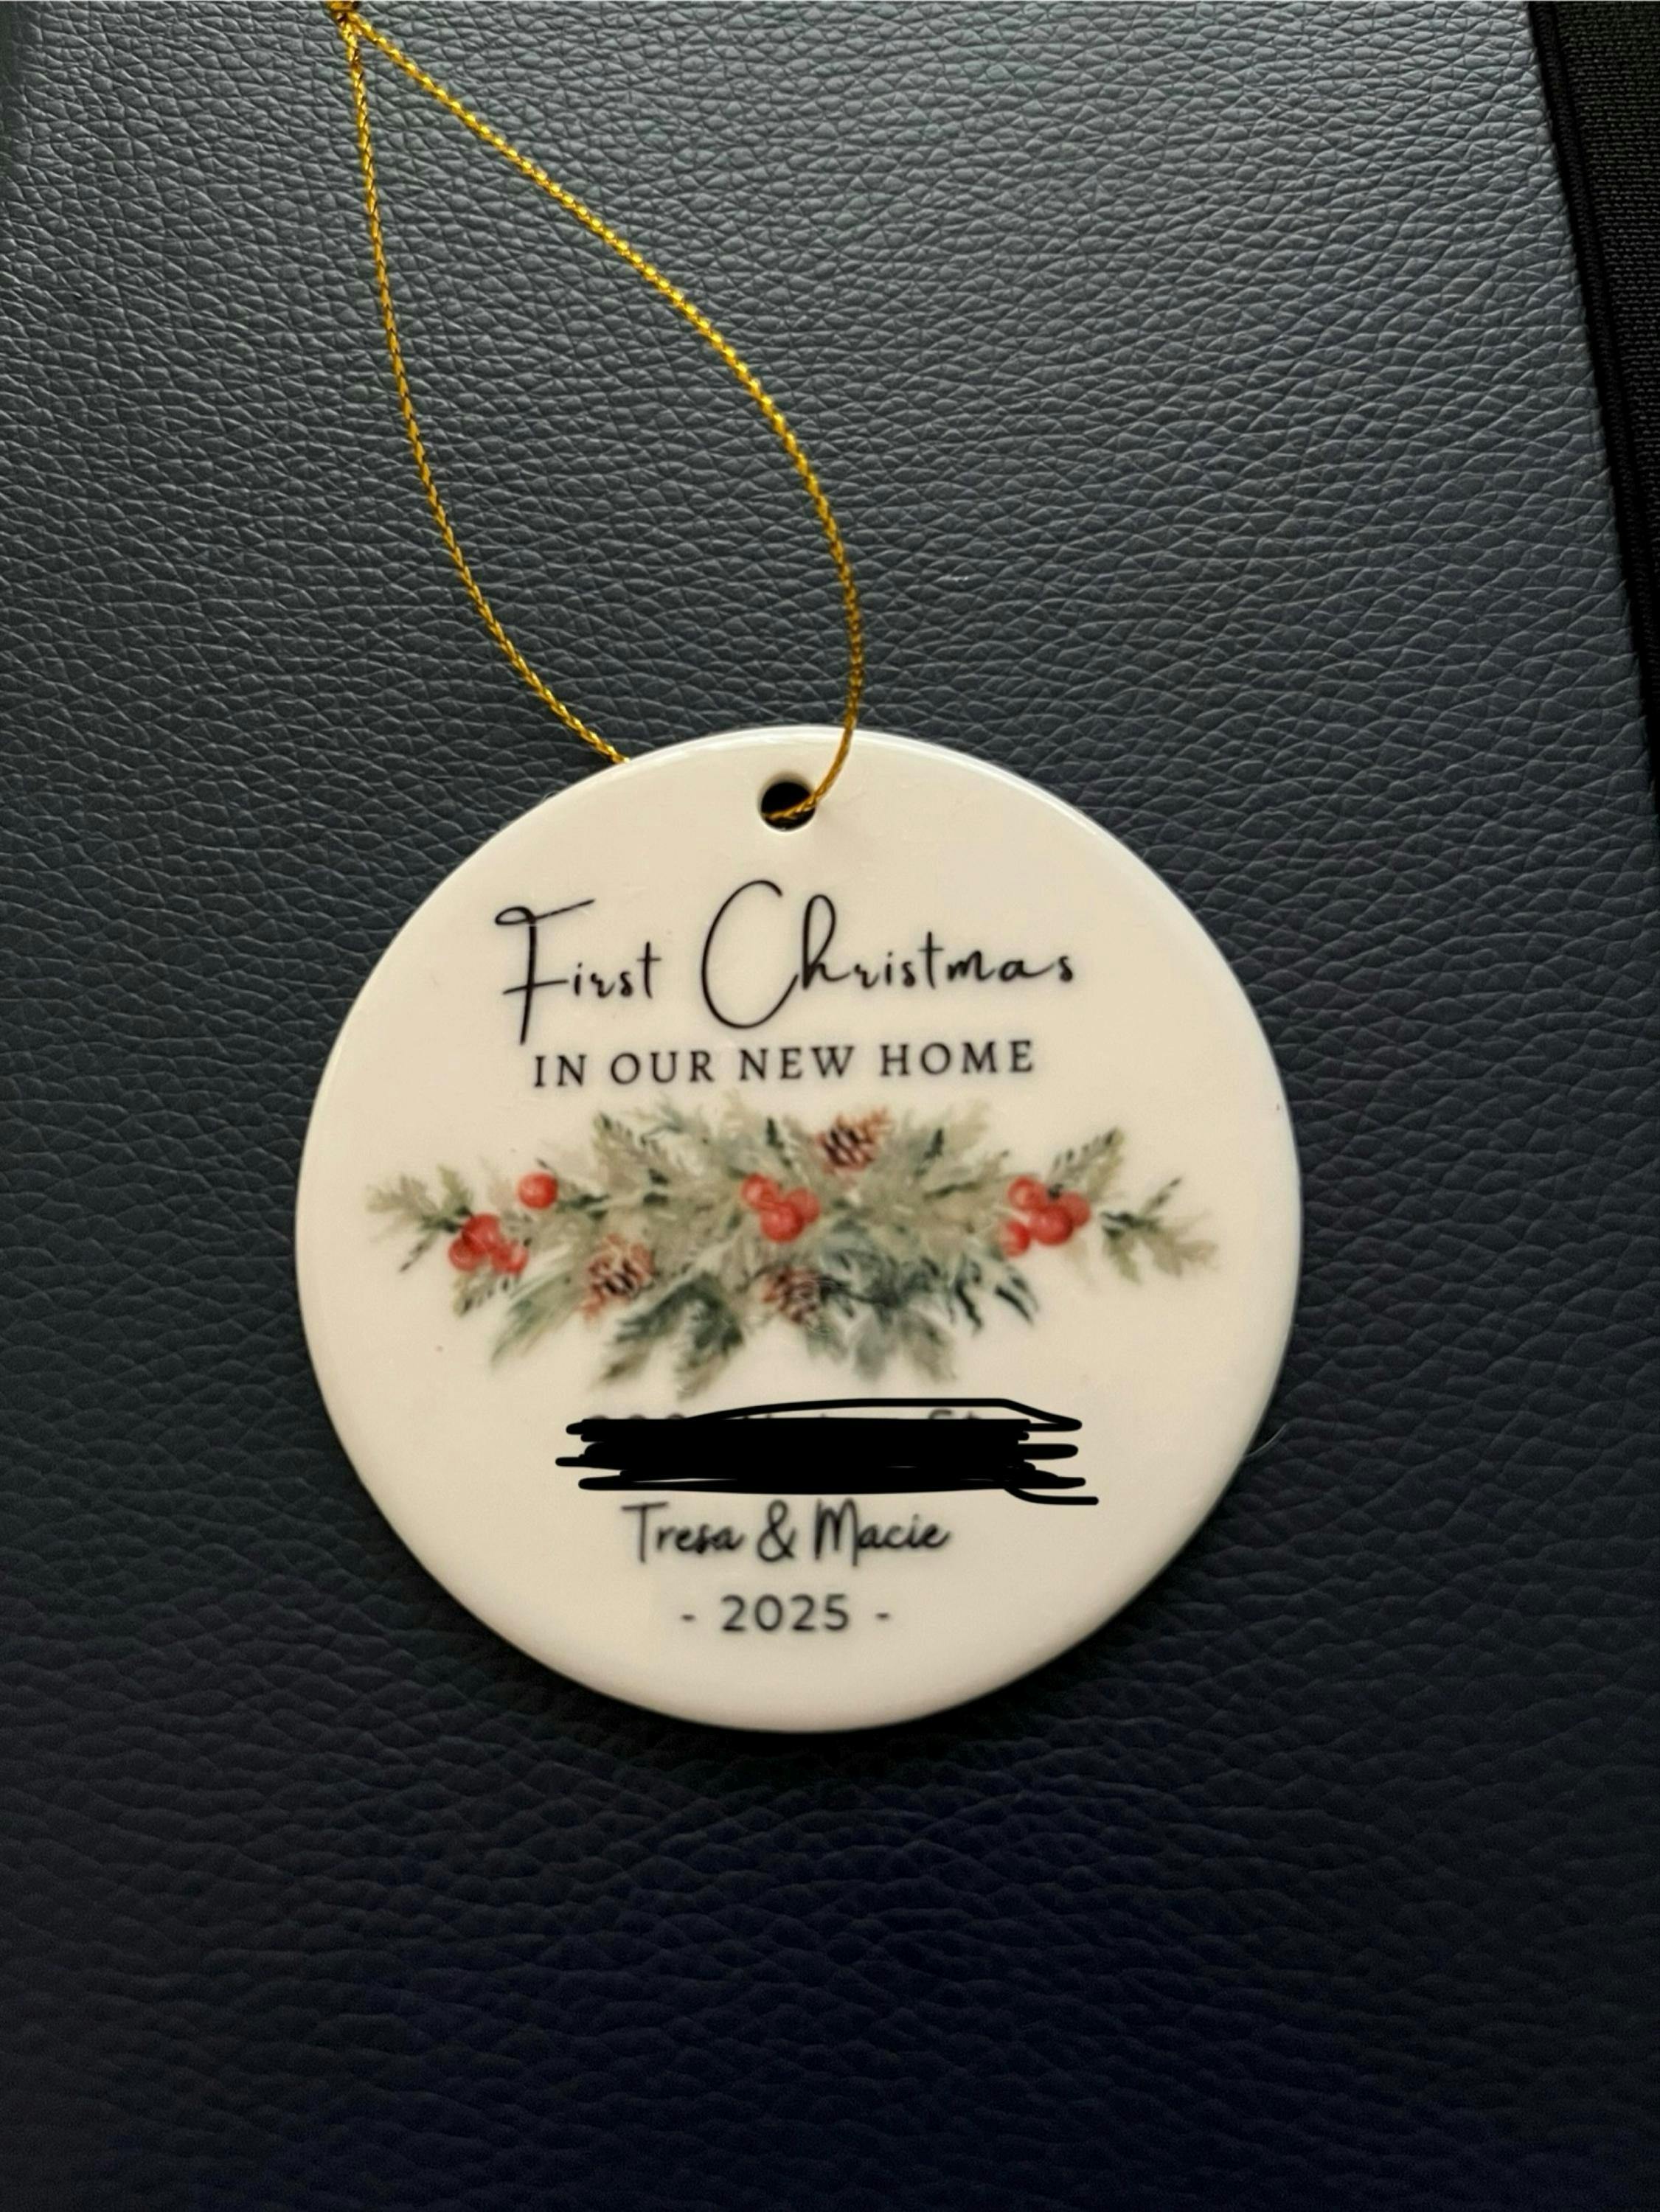 First Christmas
IN OUR NEW HOME
Tresa & Macie
- 2025 -